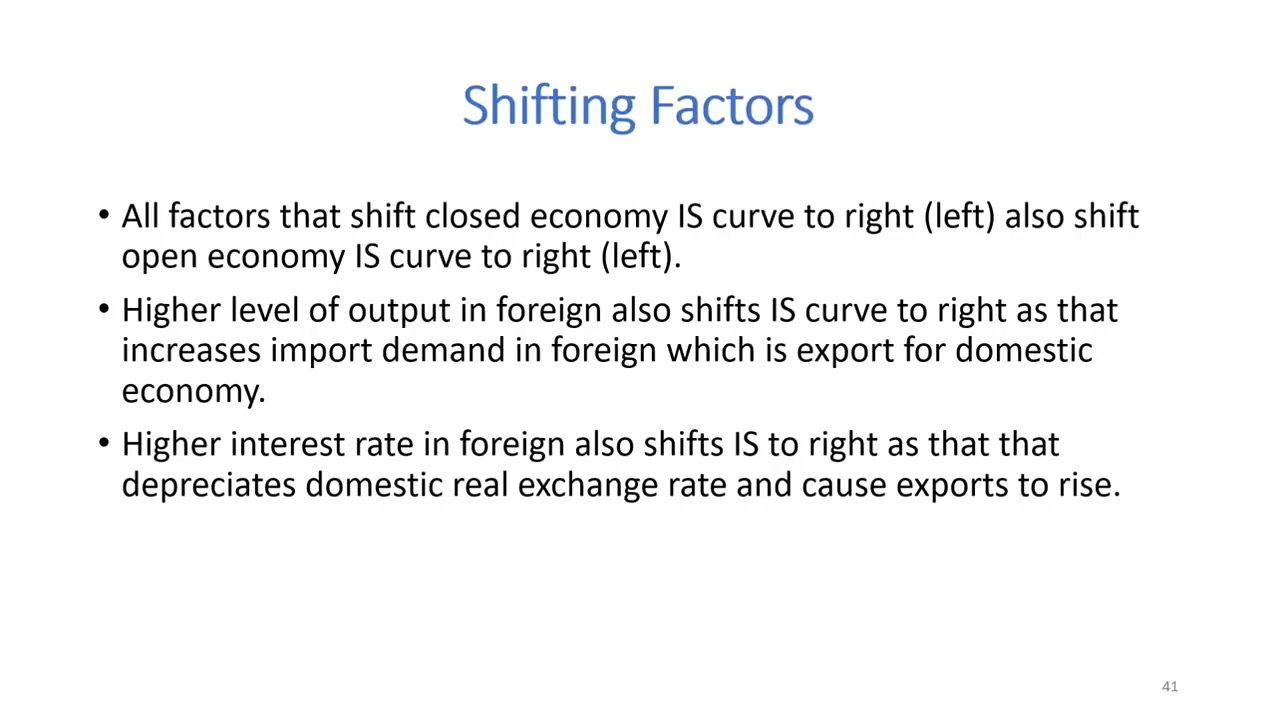 Shifting Factors
• All factors that shift closed economy IS curve to right (left) also shift
open economy IS curve to right (left).
• Higher level of output in foreign also shifts IS curve to right as that
increases import demand in foreign which is export for domestic
economy.
• Higher interest rate in foreign also shifts IS to right as that that
depreciates domestic real exchange rate and cause exports to rise.
41